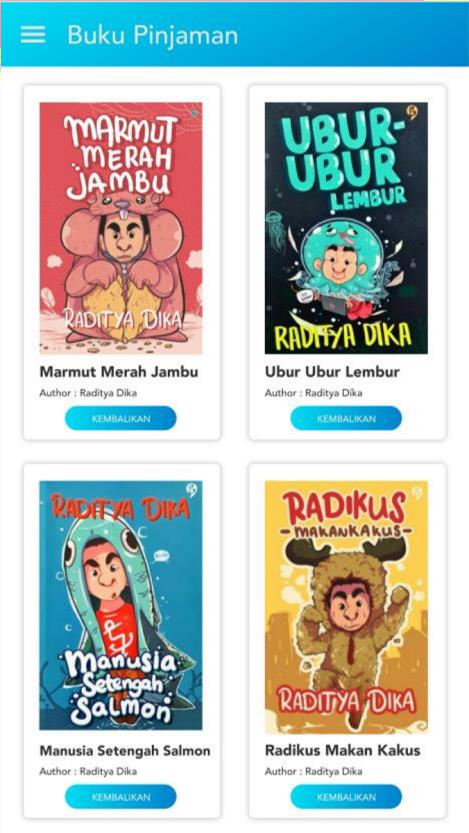 Buku Pinjaman
MARMUT
MERAH
JAMBU
RADITYA DIKA
Marmut Merah Jambu
Author : Raditya Dika
KEMBALIKAN
UBUR-
UBUR
LEMBUR
RADITYA DIKA
Ubur Ubur Lembur
Author : Raditya Dika
KEMBALIKAN
RADITYA DIKA
manusia
Setengah
Salmon
Manusia Setengah Salmon
Author : Raditya Dika
KEMBALIKAN
RADIKUS
-MAKANKAKUS-
RADITYA DIKA
Radikus Makan Kakus
Author : Raditya Dika
KEMBALIKAN